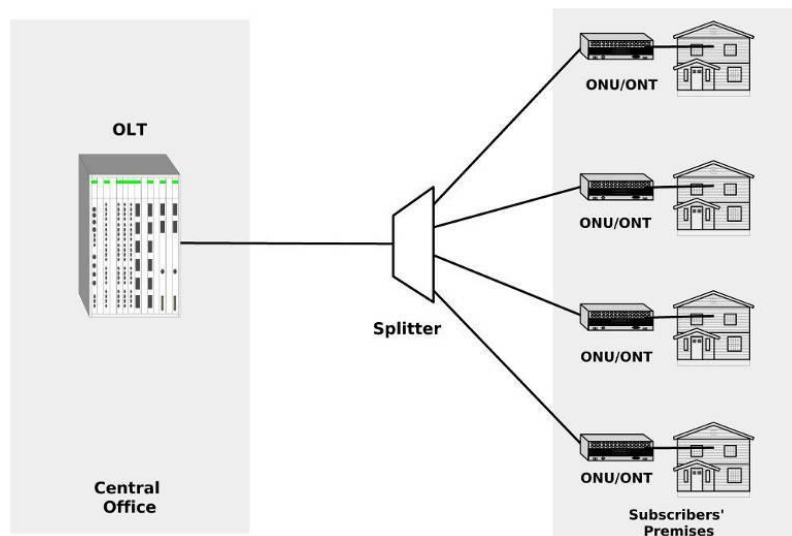 OLT
Splitter
Central
Office
ONU/ONT
ONU/ONT
ONU/ONT
ONU/ONT
Subscribers'
Premises